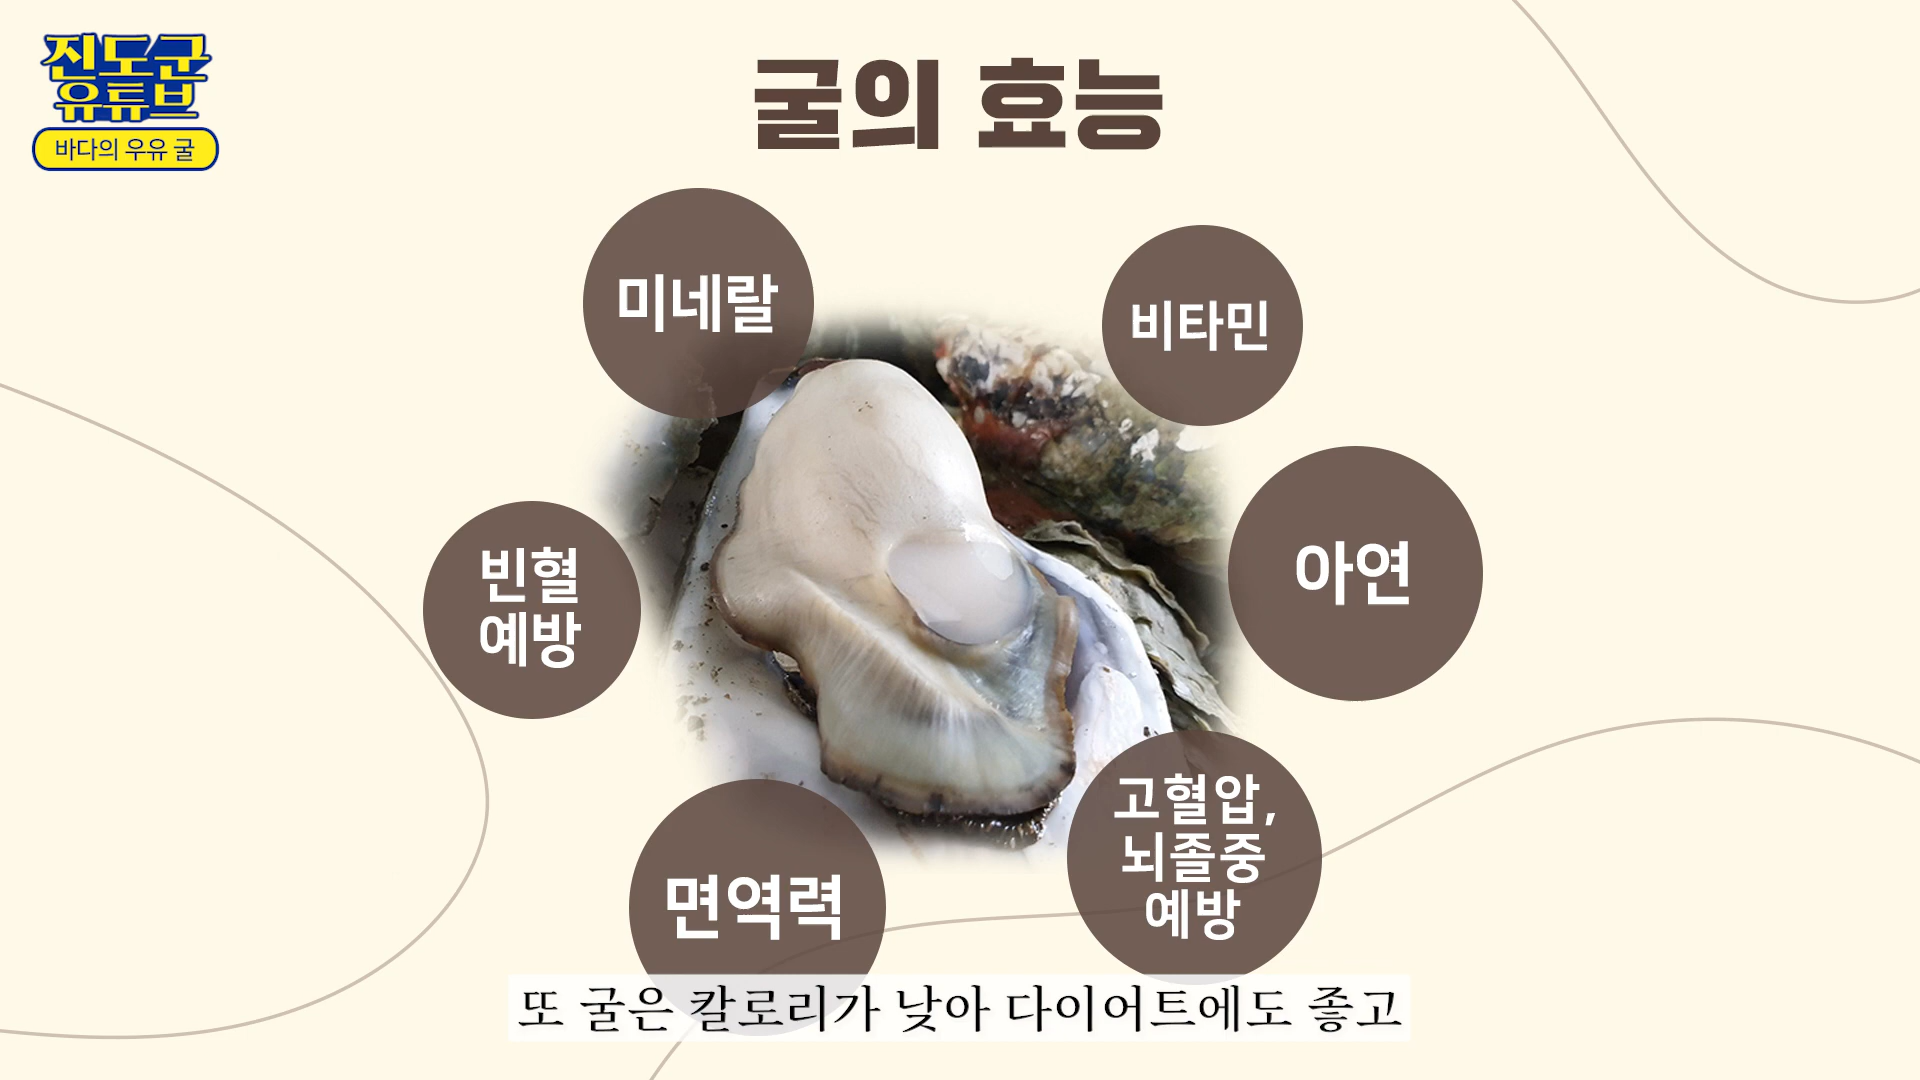 진도군
유튜브
바다의 우유 굴
굴의 효능
미네랄
비타민
아연
빈혈
예방
고혈압,
뇌졸중
예방
면역력
또 굴은 칼로리가 낮아 다이어트에도 좋고